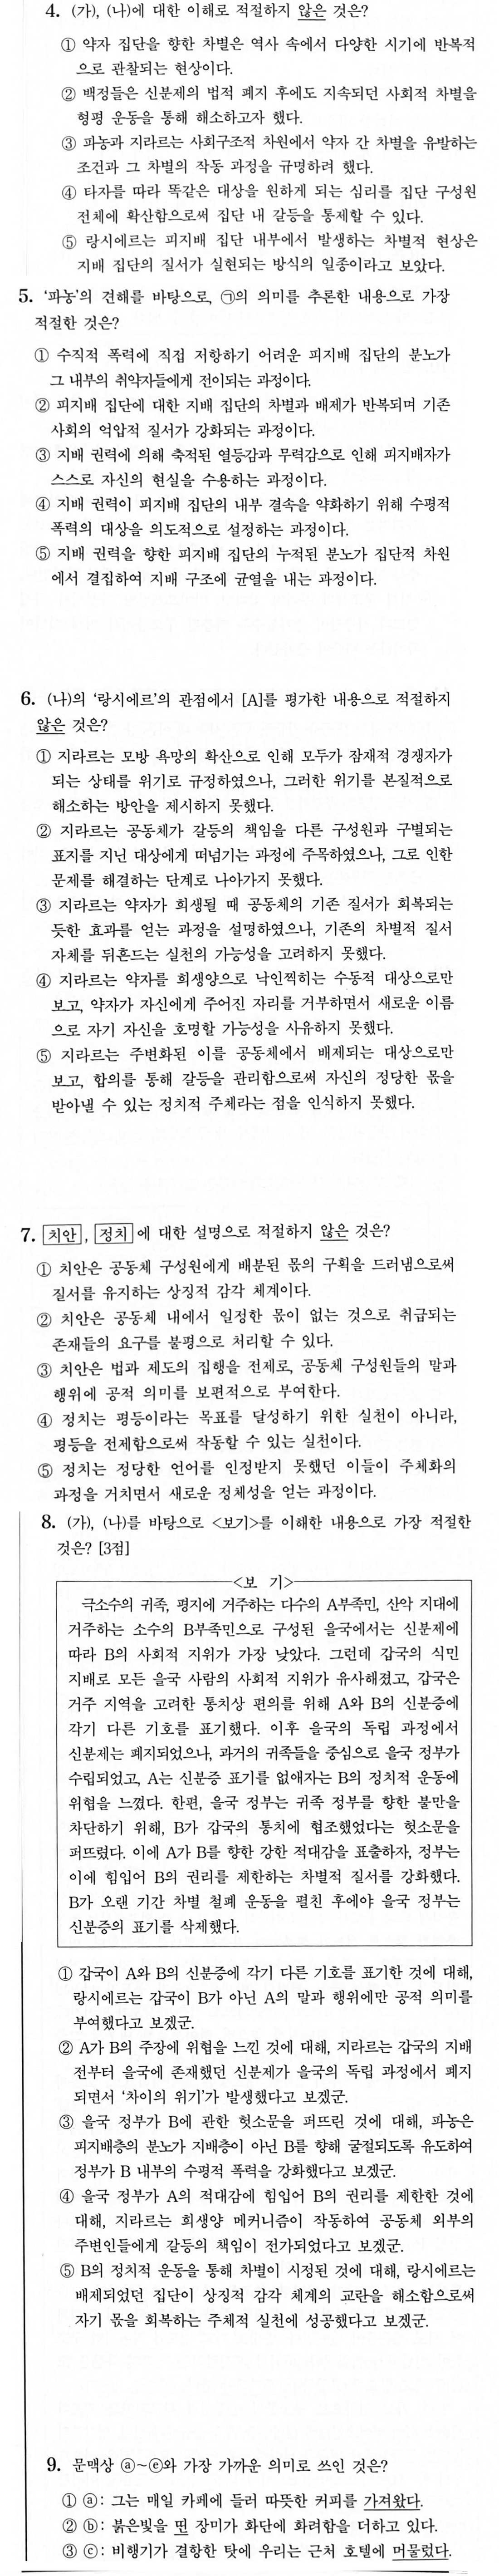 4. (가), (나)에 대한 이해로 적절하지 않은 것은?
① 약자 집단을 향한 차별은 역사 속에서 다양한 시기에 반복적
으로 관찰되는 현상이다.
② 백정들은 신분제의 법적 폐지 후에도 지속되던 사회적 차별을
형평 운동을 통해 해소하고자 했다.
③ 파농과 지라르는 사회구조적 차원에서 약자 간 차별을 유발하는
조건과 그 차별의 작동 과정을 규명하려 했다.
④ 타자를 따라 똑같은 대상을 원하게 되는 심리를 집단 구성원
전체에 확산함으로써 집단 내 갈등을 통제할 수 있다.
⑤ 랑시에르는 피지배 집단 내부에서 발생하는 차별적 현상은
지배 집단의 질서가 실현되는 방식의 일종이라고 보았다.
5. ‘파농’의 견해를 바탕으로, ㉠의 의미를 추론한 내용으로 가장
적절한 것은?
① 수직적 폭력에 직접 저항하기 어려운 피지배 집단의 분노가
그 내부의 취약자들에게 전이되는 과정이다.
② 피지배 집단에 대한 지배 집단의 차별과 배제가 반복되며 기존
사회의 억압적 질서가 강화되는 과정이다.
③ 지배 권력에 의해 축적된 열등감과 무력감으로 인해 피지배자가
스스로 자신의 현실을 수용하는 과정이다.
④ 지배 권력이 피지배 집단의 내부 결속을 약화하기 위해 수평적
폭력의 대상을 의도적으로 설정하는 과정이다.
⑤ 지배 권력을 향한 피지배 집단의 누적된 분노가 집단적 차원
에서 결집하여 지배 구조에 균열을 내는 과정이다.
6. (나)의 ‘랑시에르’의 관점에서 [A]를 평가한 내용으로 적절하지
않은 것은?
① 지라르는 모방 욕망의 확산으로 인해 모두가 잠재적 경쟁자가
되는 상태를 위기로 규정하였으나, 그러한 위기를 본질적으로
해소하는 방안을 제시하지 못했다.
② 지라르는 공동체가 갈등의 책임을 다른 구성원과 구별되는
표지를 지닌 대상에게 떠넘기는 과정에 주목하였으나, 그로 인한
문제를 해결하는 단계로 나아가지 못했다.
③ 지라르는 약자가 희생될 때 공동체의 기존 질서가 회복되는
듯한 효과를 얻는 과정을 설명하였으나, 기존의 차별적 질서
자체를 뒤흔드는 실천의 가능성을 고려하지 못했다.
④ 지라르는 약자를 희생양으로 낙인찍히는 수동적 대상으로만
보고, 약자가 자신에게 주어진 자리를 거부하면서 새로운 이름
으로 자기 자신을 호명할 가능성을 사유하지 못했다.
⑤ 지라르는 주변화된 이를 공동체에서 배제되는 대상으로만
보고, 합의를 통해 갈등을 관리함으로써 자신의 정당한 몫을
받아낼 수 있는 정치적 주체라는 점을 인식하지 못했다.
7. 치안, 정치에 대한 설명으로 적절하지 않은 것은?
① 치안은 공동체 구성원에게 배분된 몫의 구획을 드러냄으로써
질서를 유지하는 상징적 감각 체계이다.
② 치안은 공동체 내에서 일정한 몫이 없는 것으로 취급되는
존재들의 요구를 불평으로 처리할 수 있다.
③ 치안은 법과 제도의 집행을 전제로, 공동체 구성원들의 말과
행위에 공적 의미를 보편적으로 부여한다.
④ 정치는 평등이라는 목표를 달성하기 위한 실천이 아니라,
평등을 전제함으로써 작동할 수 있는 실천이다.
⑤ 정치는 정당한 언어를 인정받지 못했던 이들이 주체화의
과정을 거치면서 새로운 정체성을 얻는 과정이다.
8. (가), (나)를 바탕으로 <보기>를 이해한 내용으로 가장 적절한
것은? [3점]
<보 기>
극소수의 귀족, 평지에 거주하는 다수의 A부족민, 산악 지대에
거주하는 소수의 B부족민으로 구성된 을국에서는 신분제에
따라 B의 사회적 지위가 가장 낮았다. 그런데 갑국의 식민
지배로 모든 을국 사람의 사회적 지위가 유사해졌고, 갑국은
거주 지역을 고려한 통치상 편의를 위해 A와 B의 신분증에
각기 다른 기호를 표기했다. 이후 을국의 독립 과정에서
신분제는 폐지되었으나, 과거의 귀족들을 중심으로 을국 정부가
수립되었고, A는 신분증 표기를 없애자는 B의 정치적 운동에
위협을 느꼈다. 한편, 을국 정부는 귀족 정부를 향한 불만을
차단하기 위해, B가 갑국의 통치에 협조했었다는 헛소문을
퍼뜨렸다. 이에 A가 B를 향한 강한 적대감을 표출하자, 정부는
이에 힘입어 B의 권리를 제한하는 차별적 질서를 강화했다.
B가 오랜 기간 차별 철폐 운동을 펼친 후에야 을국 정부는
신분증의 표기를 삭제했다.
① 갑국이 A와 B의 신분증에 각기 다른 기호를 표기한 것에 대해,
랑시에르는 갑국이 B가 아닌 A의 말과 행위에만 공적 의미를
부여했다고 보겠군.
② A가 B의 주장에 위협을 느낀 것에 대해, 지라르는 갑국의 지배
전부터 을국에 존재했던 신분제가 을국의 독립 과정에서 폐지
되면서 ‘차이의 위기’가 발생했다고 보겠군.
③ 을국 정부가 B에 관한 헛소문을 퍼뜨린 것에 대해, 파농은
피지배층의 분노가 지배층이 아닌 B를 향해 굴절되도록 유도하여
정부가 B 내부의 수평적 폭력을 강화했다고 보겠군.
④ 을국 정부가 A의 적대감에 힘입어 B의 권리를 제한한 것에
대해, 지라르는 희생양 메커니즘이 작동하여 공동체 외부의
주변인들에게 갈등의 책임이 전가되었다고 보겠군.
⑤ B의 정치적 운동을 통해 차별이 시정된 것에 대해, 랑시에르는
배제되었던 집단이 상징적 감각 체계의 교란을 해소함으로써
자기 몫을 회복하는 주체적 실천에 성공했다고 보겠군.
9. 문맥상 ⓐ~ⓔ와 가장 가까운 의미로 쓰인 것은?
① ⓐ: 그는 매일 카페에 들러 따뜻한 커피를 가져왔다.
② ⓑ: 붉은빛을 띤 장미가 화단에 화려함을 더하고 있다.
③ ⓒ: 비행기가 결항한 탓에 우리는 근처 호텔에 머물렀다.